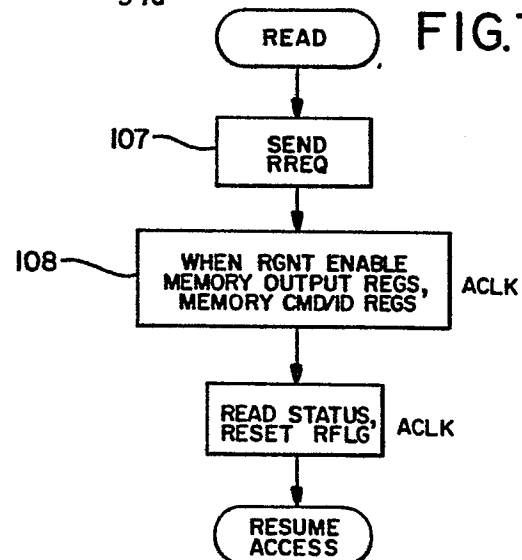 READ
FIG.
107
SEND
RREQ
108
WHEN RGNT ENABLE
MEMORY OUTPUT REGS,
MEMORY CMD/ID REGS
ACLK
READ STATUS,
RESET RFLG
ACLK
RESUME
ACCESS